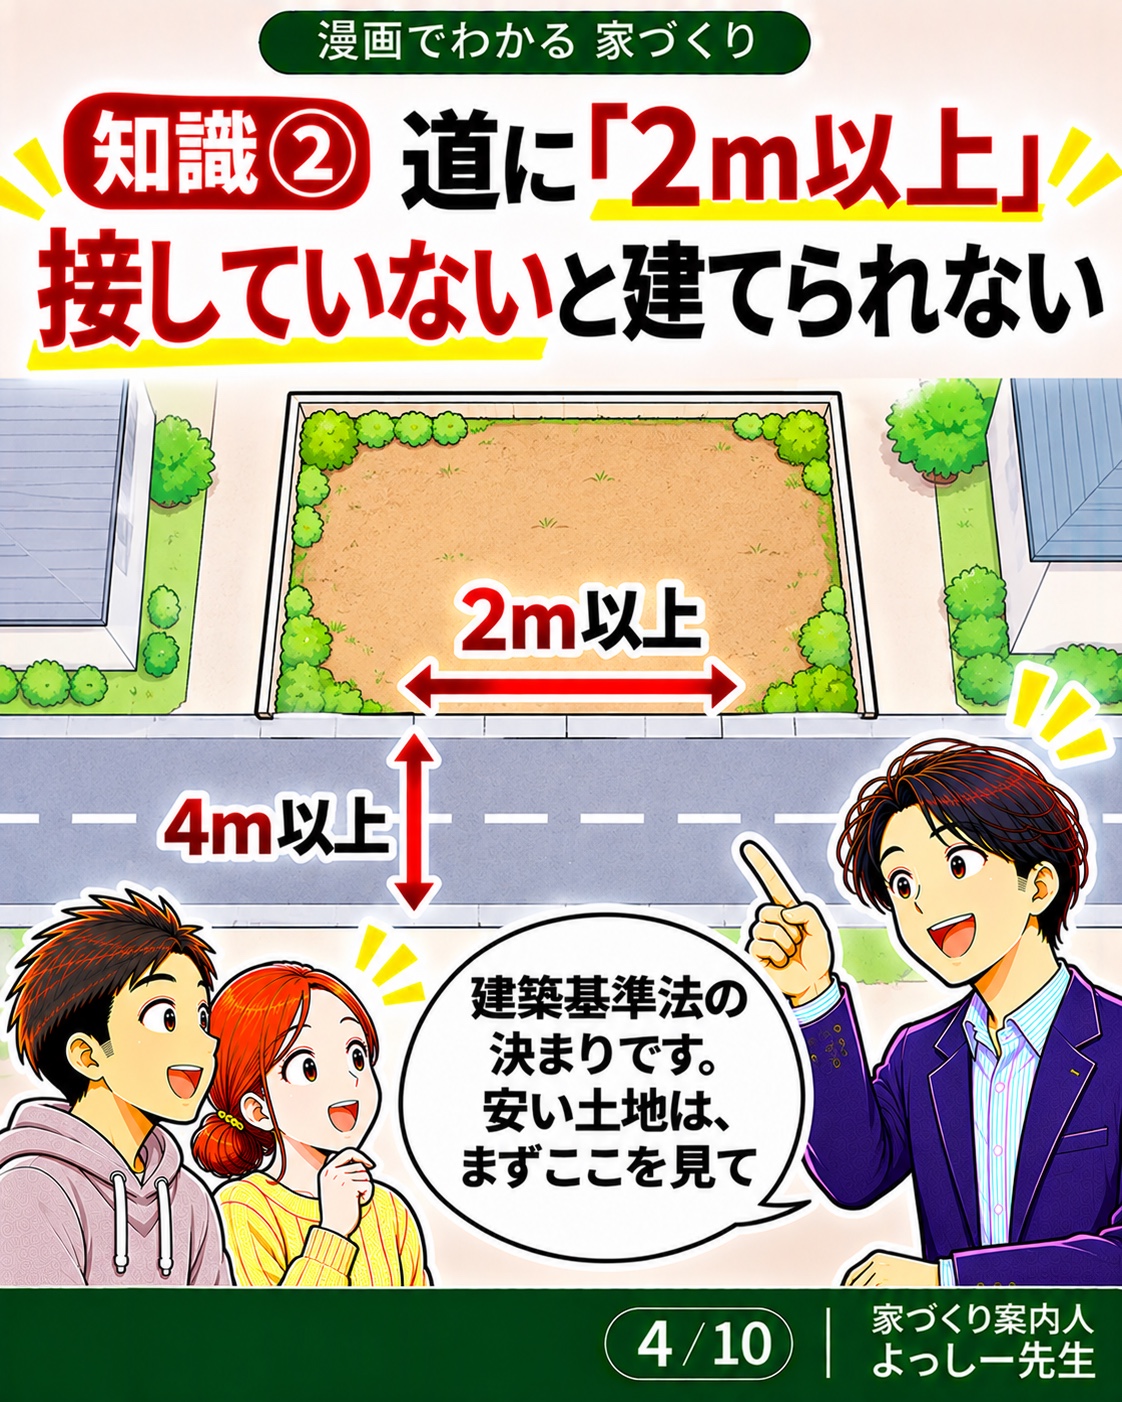 漫画でわかる 家づくり
知識② 道に「2m以上」
接していないと建てられない
2m以上
4m以上
建築基準法の
決まりです。
安い土地は、
まずここを見て
4/10
家づくり案内人
よっしー先生